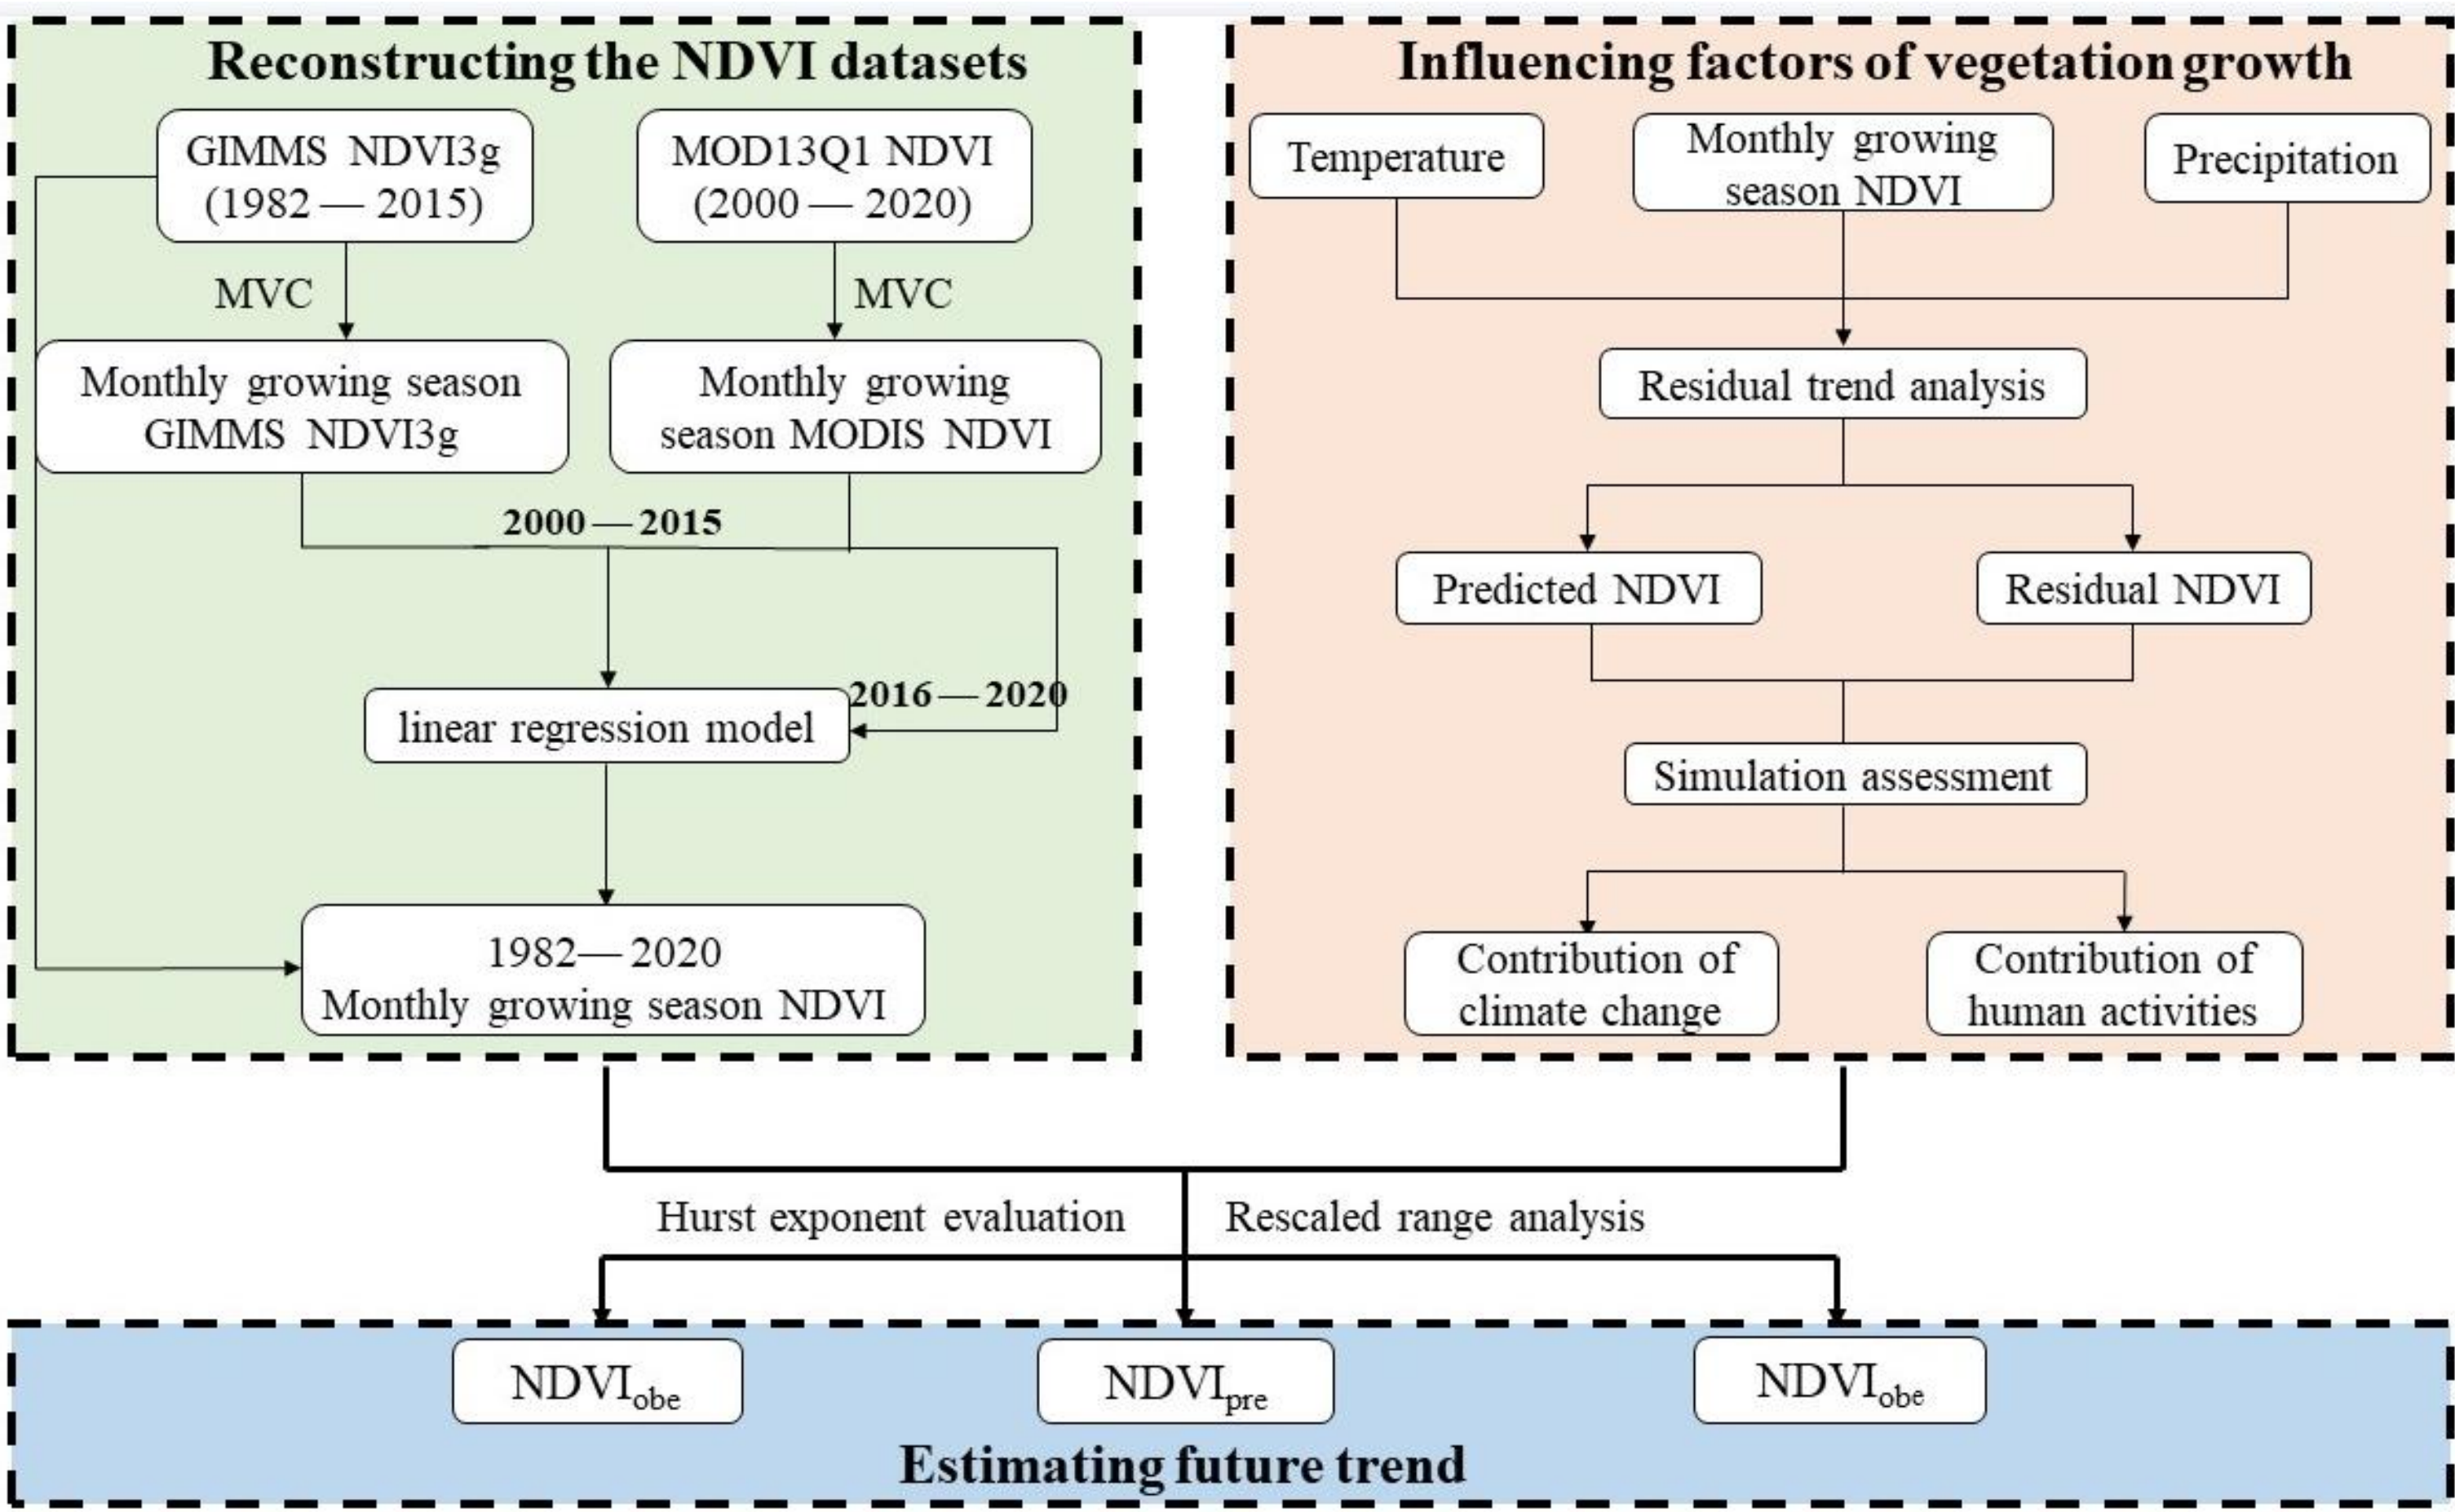 Reconstructing the NDVI datasets
GIMMS NDVI3g
(1982 — 2015)
MOD13Q1 NDVI
(2000 — 2020)
MVC
MVC
Monthly growing season
GIMMS NDVI3g
Monthly growing
season MODIS NDVI
2000 — 2015
2016 — 2020
linear regression model
1982— 2020
Monthly growing season NDVI
Influencing factors of vegetation growth
Temperature
Monthly growing
season NDVI
Precipitation
Residual trend analysis
Predicted NDVI
Residual NDVI
Simulation assessment
Contribution of
climate change
Contribution of
human activities
Hurst exponent evaluation
Rescaled range analysis
NDVIobe
NDVIpre
NDVIobe
Estimating future trend